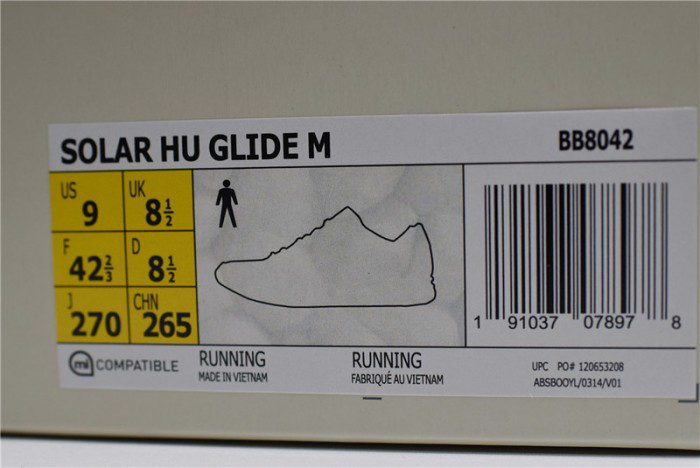 SOLAR HU GLIDE M
BB8042
US 9 UK 8½
F 42⅔ D 8½
J 270 CHN 265
1 91037 07897 8
mi COMPATIBLE
RUNNING
MADE IN VIETNAM
RUNNING
FABRIQUÉ AU VIETNAM
UPC PO# 120653208
ABSBOOYL/0314/V01